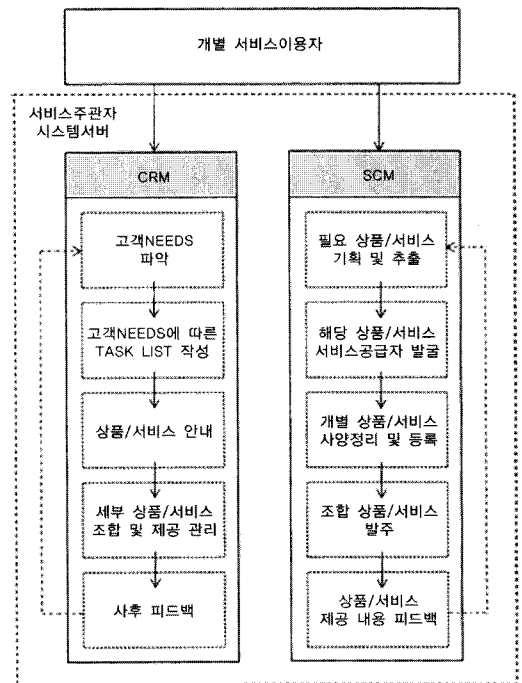 개별 서비스이용자
서비스주관자
시스템서버
CRM
고객NEEDS
파악
고객NEEDS에 따른
TASK LIST 작성
상품/서비스 안내
세부 상품/서비스
조합 및 제공 관리
사후 피드백
SCM
필요 상품/서비스
기획 및 추출
해당 상품/서비스
서비스공급자 발굴
개별 상품/서비스
사양정리 및 등록
조합 상품/서비스
발주
상품/서비스
제공 내용 피드백